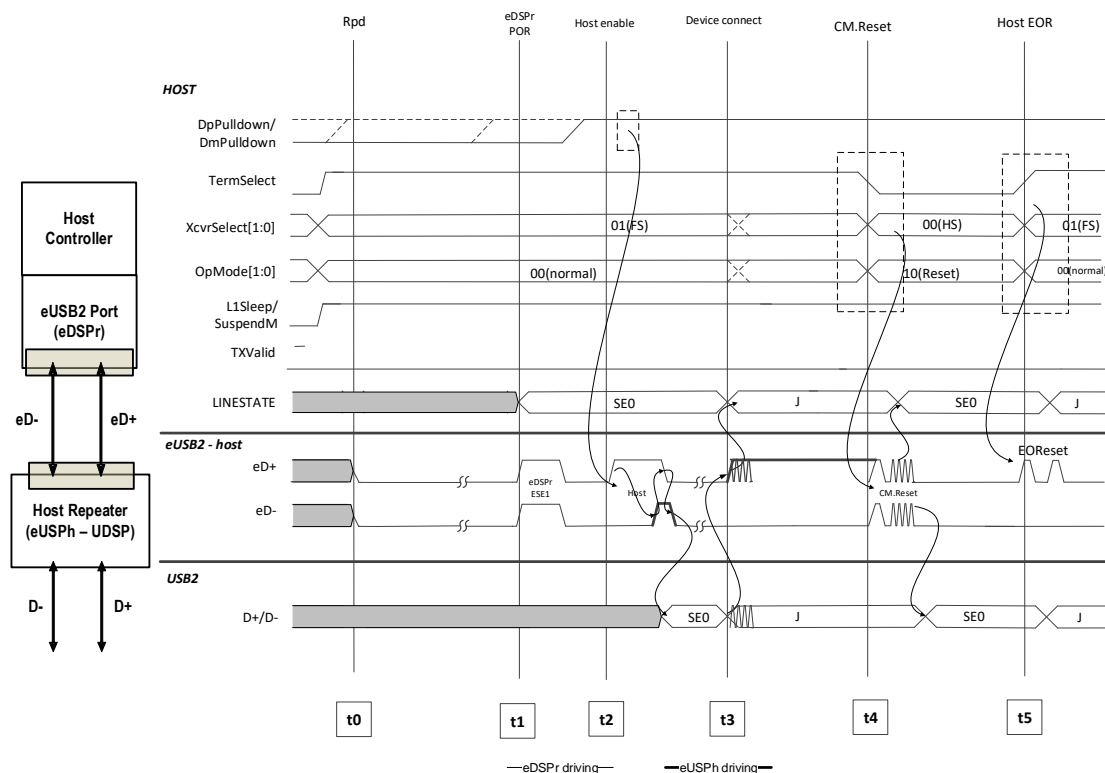 Rpd
eDSPr
POR
Host enable
Device connect
CM.Reset
Host EOR
HOST
DpPulldown/
DmPulldown
TermSelect
XcvrSelect[1:0]
01(FS)
00(HS)
01(FS)
OpMode[1:0]
00(normal)
10(Reset)
00(normal)
L1Sleep/
SuspendM
TXValid
LINESTATE
SE0
J
SE0
J
eUSB2 - host
eD+
eDSPr
ESE1
Host
EOReset
eD-
CM.Reset
USB2
D+/D-
SE0
J
SE0
J
t0
t1
t2
t3
t4
t5
eDSPr driving
eUSPh driving
Host
Controller
eUSB2 Port
(eDSPr)
eD-
eD+
Host Repeater
(eUSPh – UDSP)
D-
D+